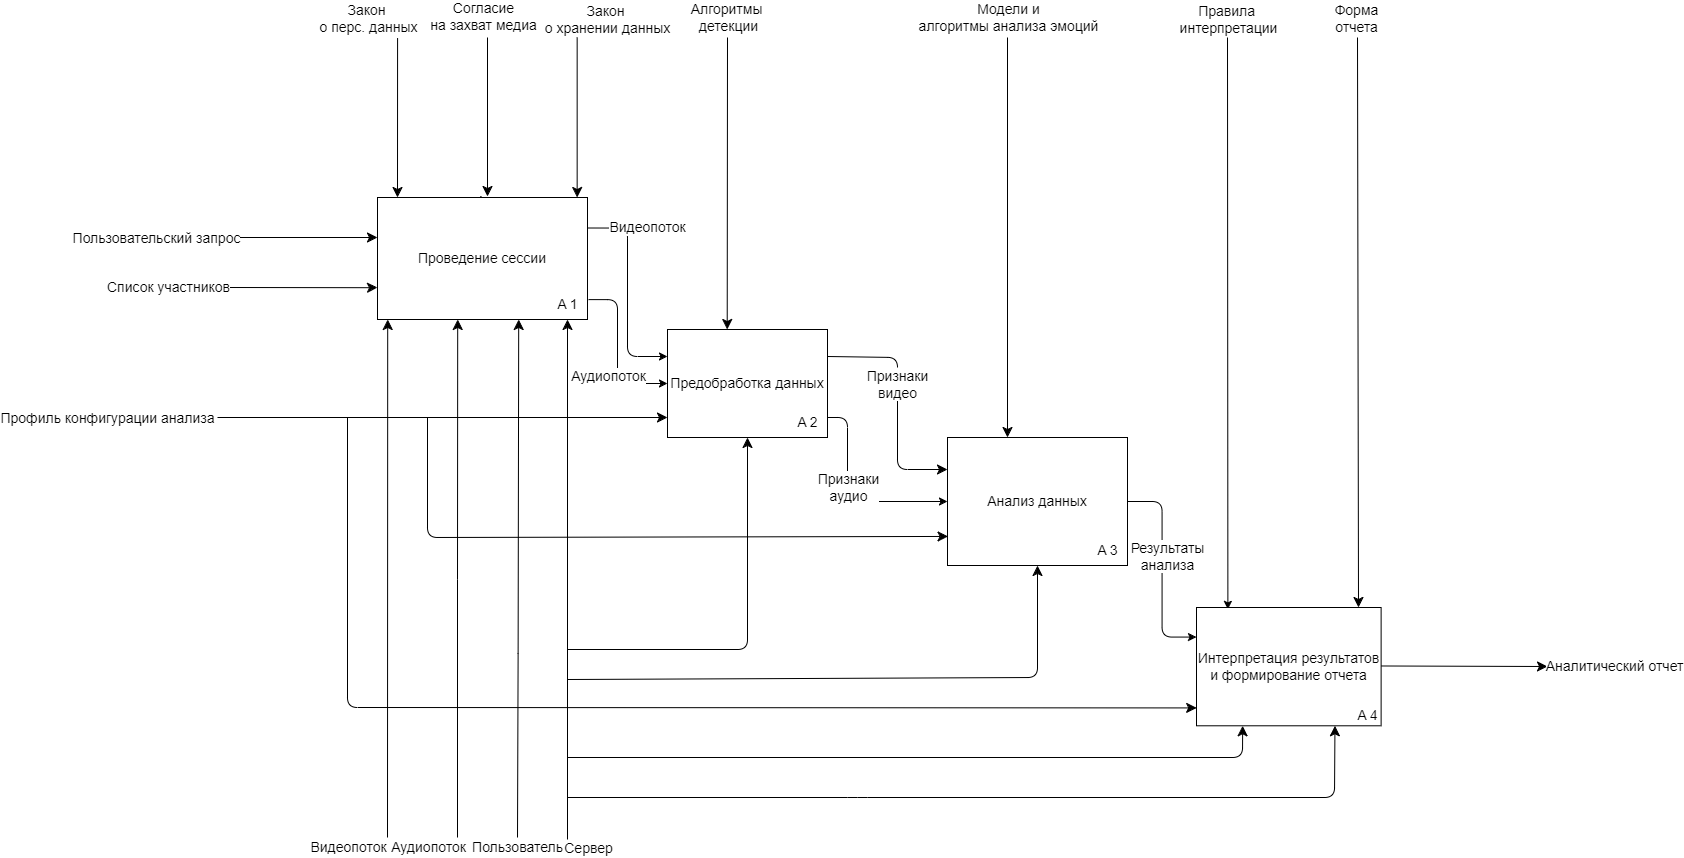 Закон
о перс. данных
Согласие
на захват медиа
Закон
о хранении данных
Алгоритмы
детекции
Модели и
алгоритмы анализа эмоций
Правила
интерпретации
Форма
отчета
Пользовательский запрос
Список участников
Проведение сессии
А 1
Видеопоток
Аудиопоток
Профиль конфигурации анализа
Предобработка данных
А 2
Признаки
видео
Признаки
аудио
Анализ данных
А 3
Результаты
анализа
Интерпретация результатов
и формирование отчета
А 4
Аналитический отчет
Видеопоток
Аудиопоток
Пользователь
Сервер